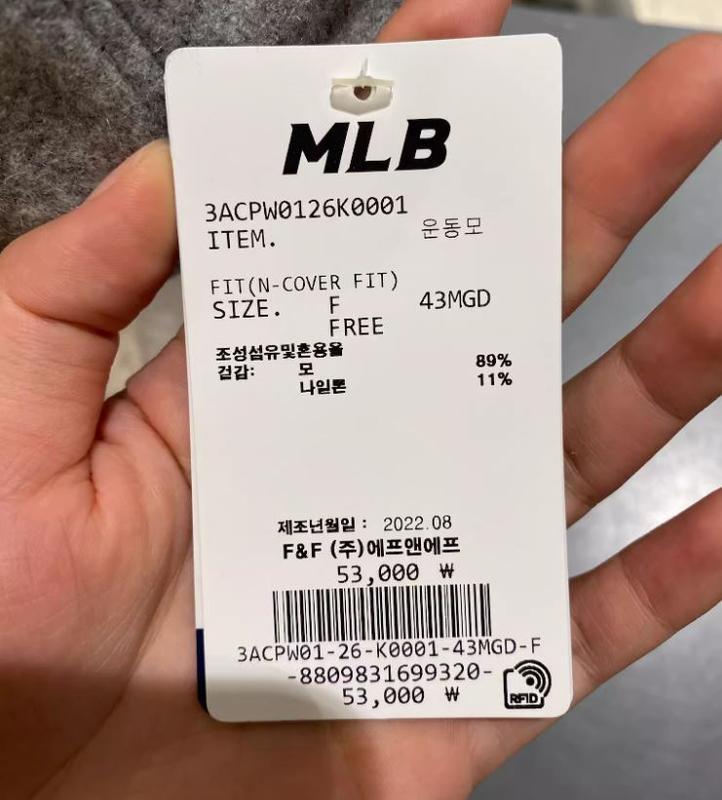 MLB
3ACPW0126K0001
ITEM. 운동모
FIT(N-COVER FIT)
SIZE. F 43MGD
FREE
조성섬유및혼용율
겉감: 모 89%
나일론 11%
제조년월일 : 2022.08
F&F (주)에프앤에프
53,000 ₩
3ACPW01-26-K0001-43MGD-F
-8809831699320-
53,000 ₩
RFID